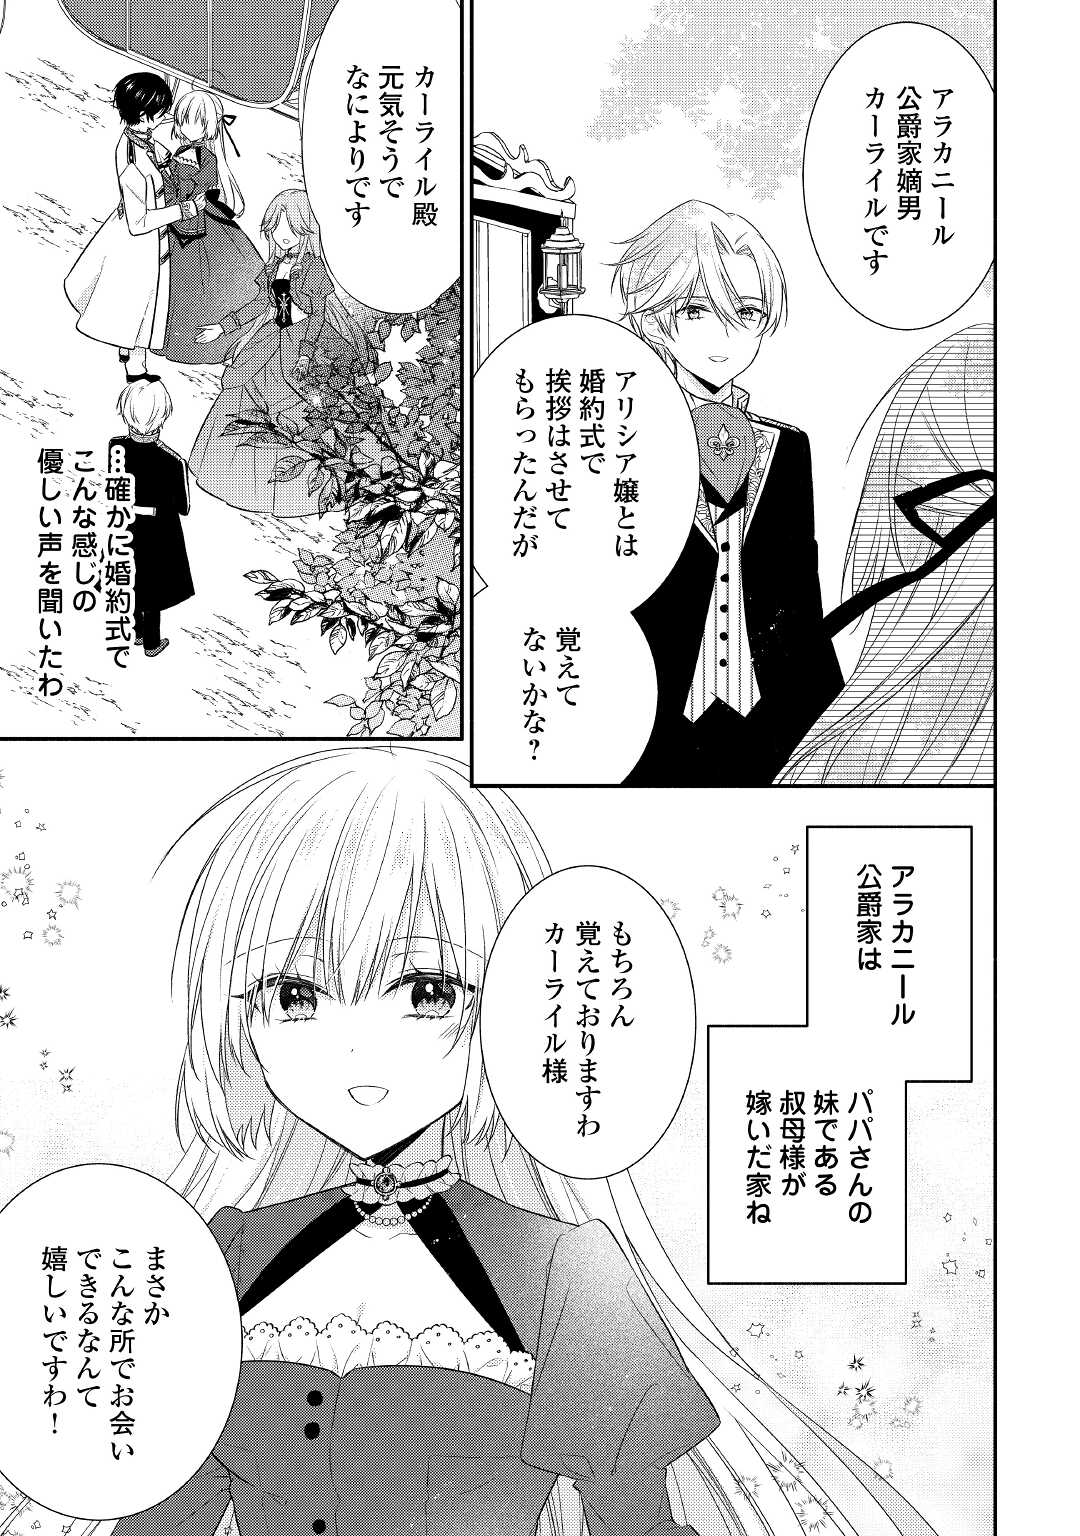 アラカニール
公爵家嫡男
カーライルです
アリシア嬢とは
婚約式で
挨拶はさせて
もらったんだが
覚えて
ないかな？
カーライル殿
元気そうで
なによりです
…確かに婚約式で
こんな感じの
優しい声を聞いたわ
アラカニール
公爵家は
パパさんの
妹である
叔母様が
嫁いだ家ね
もちろん
覚えておりますわ
カーライル様
まさか
こんな所でお会い
できるなんて
嬉しいですわ！